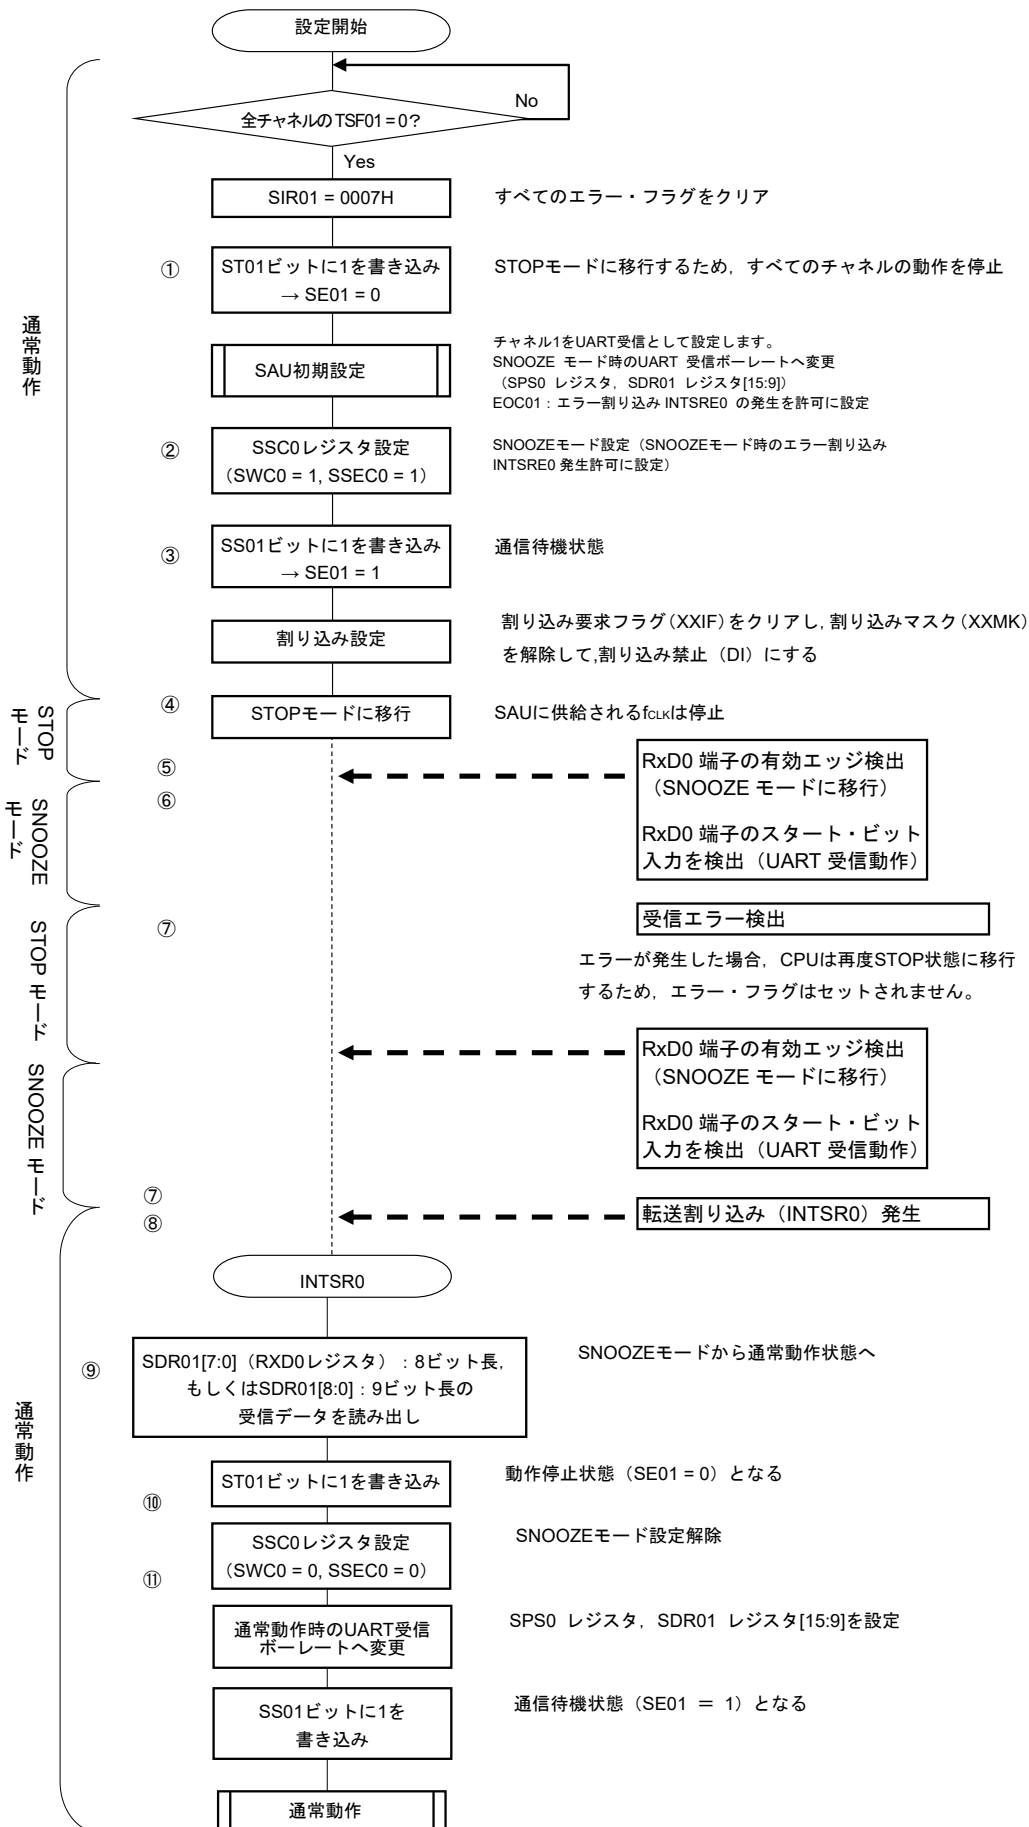 設定開始
No
全チャネルのTSF01 = 0?
Yes
SIR01 = 0007H
すべてのエラー・フラグをクリア
①
ST01ビットに1を書き込み
→ SE01 = 0
STOPモードに移行するため，すべてのチャネルの動作を停止
通常動作
SAU初期設定
チャネル1をUART受信として設定します。
SNOOZE モード時のUART 受信ボーレートへ変更
（SPS0 レジスタ，SDR01 レジスタ[15:9]）
EOC01：エラー割り込み INTSRE0 の発生を許可に設定
②
SSC0レジスタ設定
（SWC0 = 1, SSEC0 = 1）
SNOOZEモード設定（SNOOZEモード時のエラー割り込み
INTSRE0 発生許可に設定）
③
SS01ビットに1を書き込み
→ SE01 = 1
通信待機状態
割り込み設定
割り込み要求フラグ（XXIF）をクリアし, 割り込みマスク（XXMK）
を解除して,割り込み禁止（DI）にする
STOP
モード
④
STOPモードに移行
SAUに供給されるfCLKは停止
⑤
RxD0 端子の有効エッジ検出
（SNOOZE モードに移行）
RxD0 端子のスタート・ビット
入力を検出（UART 受信動作）
SNOOZE
モード
⑥
STOP モード
⑦
受信エラー検出
エラーが発生した場合，CPUは再度STOP状態に移行
するため，エラー・フラグはセットされません。
RxD0 端子の有効エッジ検出
（SNOOZE モードに移行）
RxD0 端子のスタート・ビット
入力を検出（UART 受信動作）
SNOOZE モード
⑦
⑧
転送割り込み（INTSR0）発生
INTSR0
⑨
SDR01[7:0]（RXD0レジスタ）：8ビット長,
もしくはSDR01[8:0]：9ビット長の
受信データを読み出し
SNOOZEモードから通常動作状態へ
通常動作
ST01ビットに1を書き込み
動作停止状態（SE01 = 0）となる
⑩
SSC0レジスタ設定
（SWC0 = 0, SSEC0 = 0）
SNOOZEモード設定解除
⑪
通常動作時のUART受信
ボーレートへ変更
SPS0 レジスタ，SDR01 レジスタ[15:9]を設定
SS01ビットに1を
書き込み
通信待機状態（SE01 ＝ 1）となる
通常動作